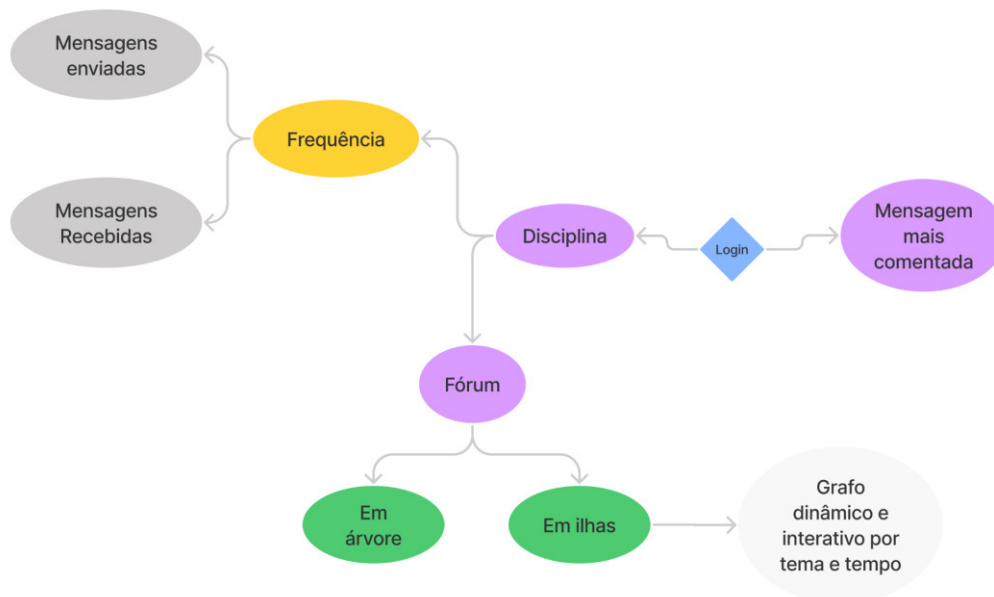 Mensagens
enviadas
Frequência
Mensagens
Recebidas
Disciplina
Login
Mensagem
mais
comentada
Fórum
Em
árvore
Em ilhas
Grafo
dinâmico e
interativo por
tema e tempo